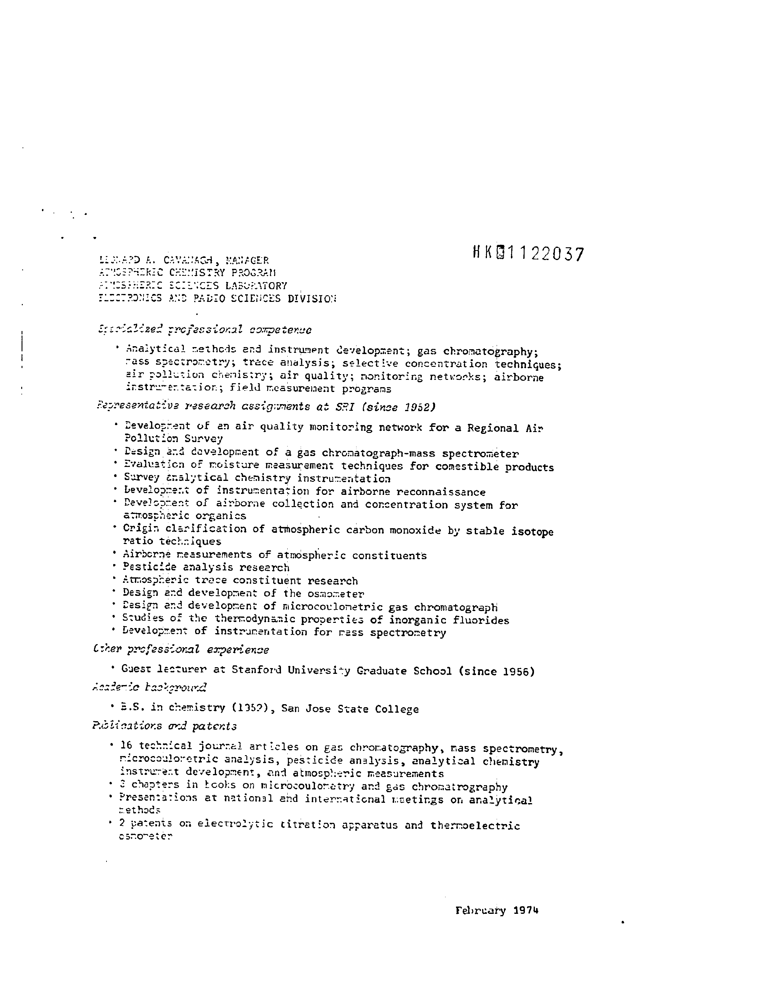 HK01122037
LEONARD A. CAVANAGH, MANAGER
ATMOSPHERIC CHEMISTRY PROGRAM
ATMOSPHERIC SCIENCES LABORATORY
ELECTRONICS AND RADIO SCIENCES DIVISION
Specialized professional competence
• Analytical methods and instrument development; gas chromatography;
mass spectrometry; trace analysis; selective concentration techniques;
air pollution chemistry; air quality; monitoring networks; airborne
instrumentation; field measurement programs
Representative research assignments at SRI (since 1952)
• Development of an air quality monitoring network for a Regional Air
Pollution Survey
• Design and development of a gas chromatograph-mass spectrometer
• Evaluation of moisture measurement techniques for comestible products
• Survey analytical chemistry instrumentation
• Development of instrumentation for airborne reconnaissance
• Development of airborne collection and concentration system for
atmospheric organics
• Origin clarification of atmospheric carbon monoxide by stable isotope
ratio techniques
• Airborne measurements of atmospheric constituents
• Pesticide analysis research
• Atmospheric trace constituent research
• Design and development of the osmometer
• Design and development of microcoulometric gas chromatograph
• Studies of the thermodynamic properties of inorganic fluorides
• Development of instrumentation for mass spectrometry
Other professional experience
• Guest lecturer at Stanford University Graduate School (since 1956)
Academic background
• B.S. in chemistry (1952), San Jose State College
Publications and patents
• 16 technical journal articles on gas chromatography, mass spectrometry,
microcoulometric analysis, pesticide analysis, analytical chemistry
instrument development, and atmospheric measurements
• 3 chapters in books on microcoulometry and gas chromatrography
• Presentations at national and international meetings on analytical
methods
• 2 patents on electrolytic titration apparatus and thermoelectric
osmometer
February 1974